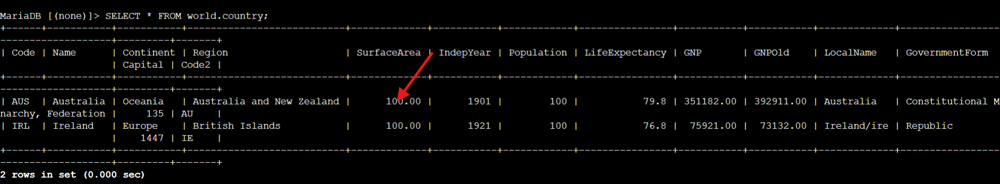 MariaDB [(none)]> SELECT * FROM world.country;
+------+-----------+-----------+---------------------------+-------------+-----------+------------+----------------+-----------+-----------+-------------+-----------------
-------------------+---------+-------+
| Code | Name      | Continent | Region                    | SurfaceArea | IndepYear | Population | LifeExpectancy | GNP       | GNPOld    | LocalName   | GovernmentForm
                   | Capital | Code2 |
+------+-----------+-----------+---------------------------+-------------+-----------+------------+----------------+-----------+-----------+-------------+-----------------
-------------------+---------+-------+
| AUS  | Australia | Oceania   | Australia and New Zealand |      100.00 |      1901 |        100 |           79.8 | 351182.00 | 392911.00 | Australia   | Constitutional M
narchy, Federation |     135 | AU    |
| IRL  | Ireland   | Europe    | British Islands           |      100.00 |      1921 |        100 |           76.8 |  75921.00 |  73132.00 | Ireland/ire | Republic
                   |    1447 | IE    |
+------+-----------+-----------+---------------------------+-------------+-----------+------------+----------------+-----------+-----------+-------------+-----------------
-------------------+---------+-------+
2 rows in set (0.000 sec)